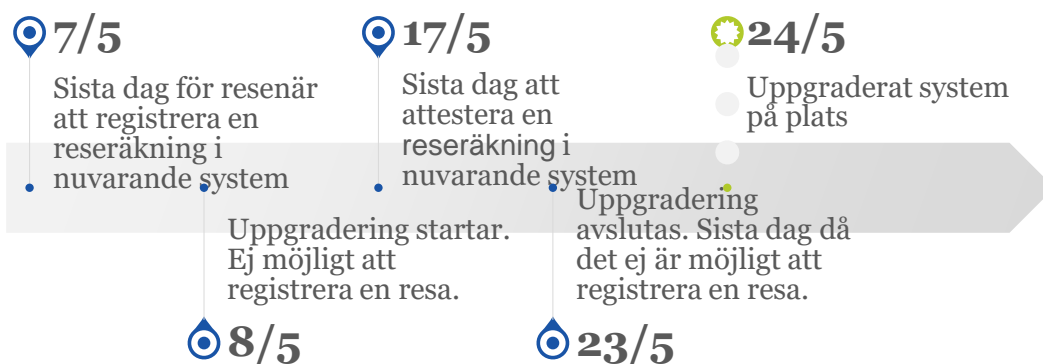 7/5
Sista dag för resenär
att registrera en
reseräkning i
nuvarande system
8/5
Uppgradering startar.
Ej möjligt att
registrera en resa.
17/5
Sista dag att
attestera en
reseräkning i
nuvarande system
23/5
Uppgradering
avslutas. Sista dag då
det ej är möjligt att
registrera en resa.
24/5
Uppgraderat system
på plats